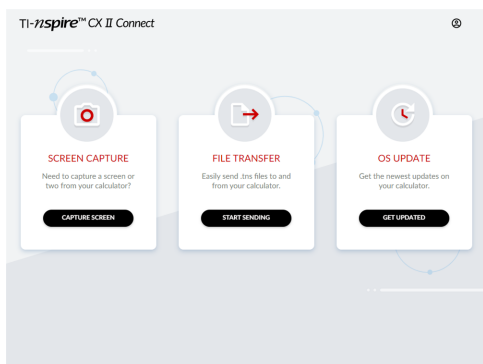 TI-nspire™ CX II Connect
SCREEN CAPTURE
Need to capture a screen or
two from your calculator?
CAPTURE SCREEN
FILE TRANSFER
Easily send .tns files to and
from your calculator.
START SENDING
OS UPDATE
Get the newest updates on
your calculator.
GET UPDATED